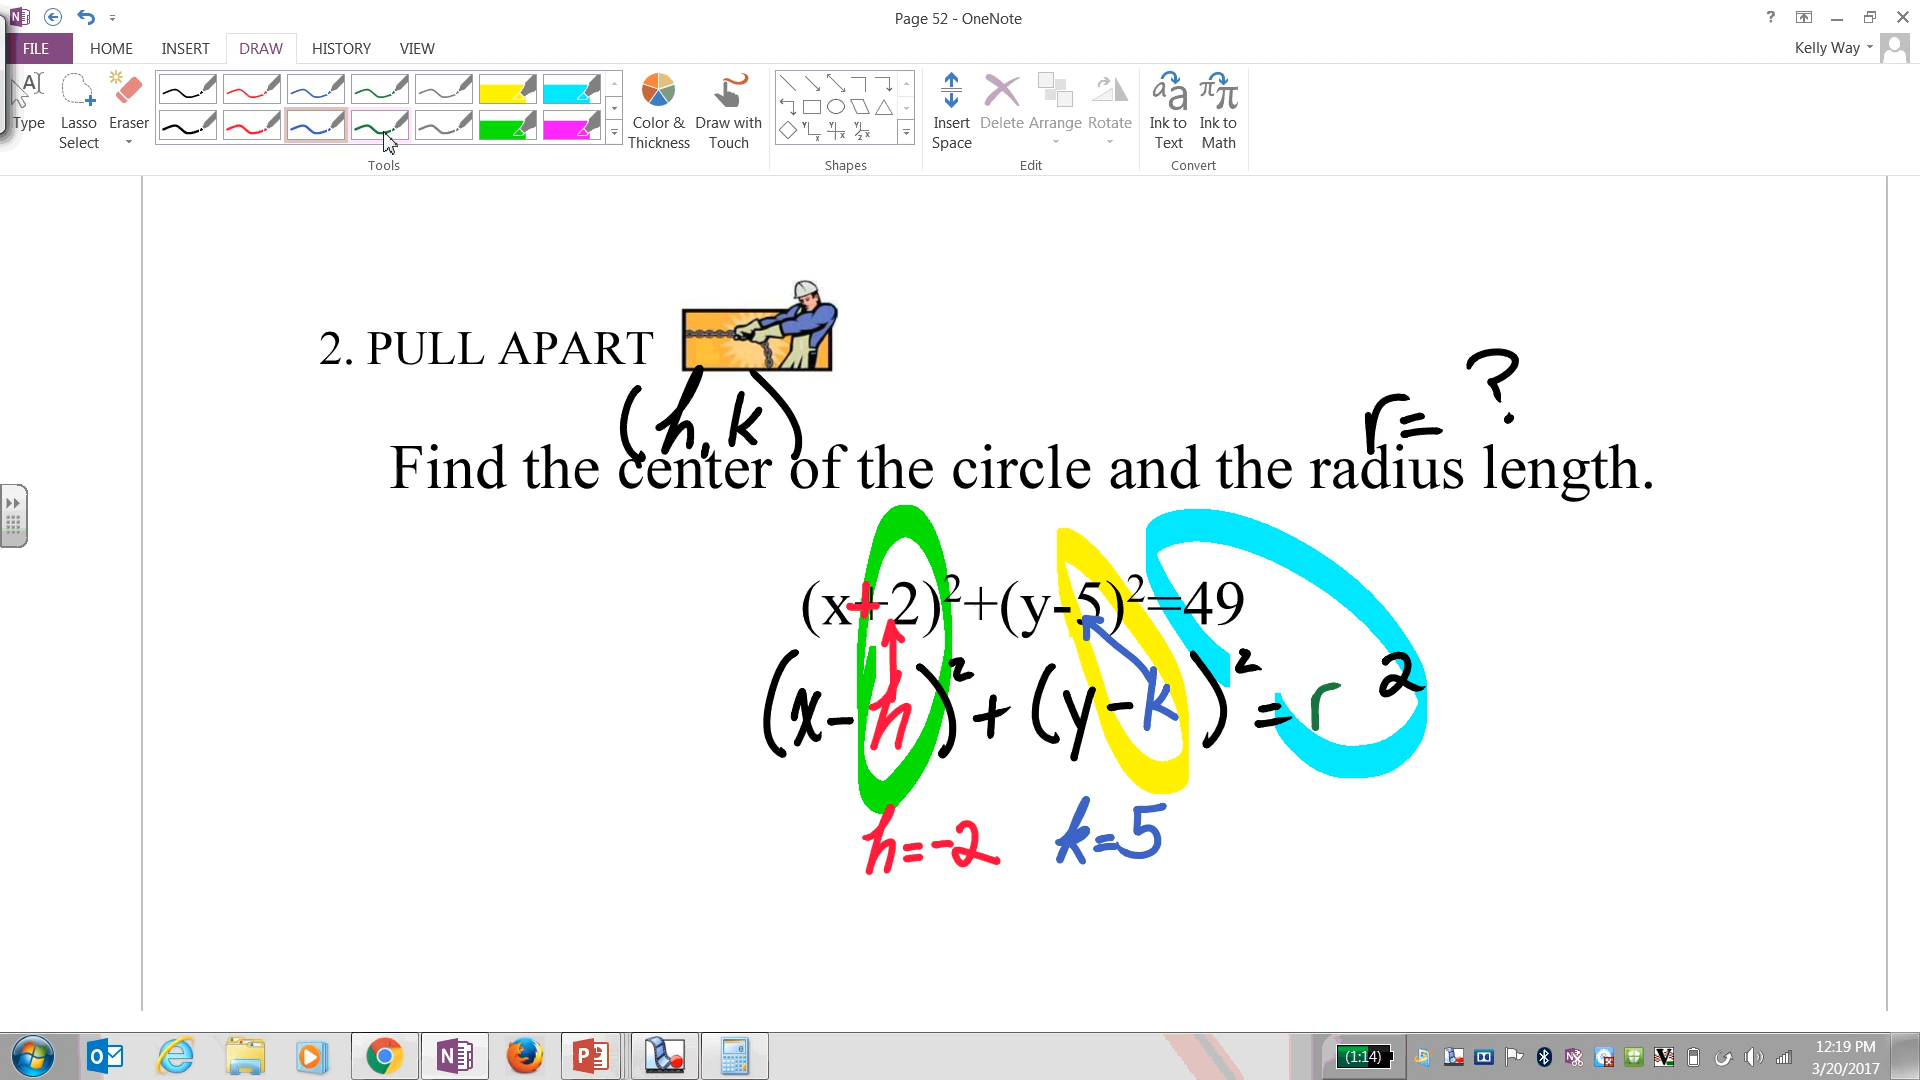 Page 52 - OneNote
?
FILE HOME INSERT DRAW HISTORY VIEW
Kelly Way
Type
Lasso Select
Eraser
Color & Thickness
Draw with Touch
Insert Space
Delete
Arrange
Rotate
Ink to Text
Ink to Math
Tools
Shapes
Edit
Convert
2. PULL APART
(h, k)
r= ?
Find the center of the circle and the radius length.
(x+2)²+(y-5)²=49
(x-h)²+(y-k)²=r²
h=-2 k=5
(1:14)
12:19 PM
3/20/2017